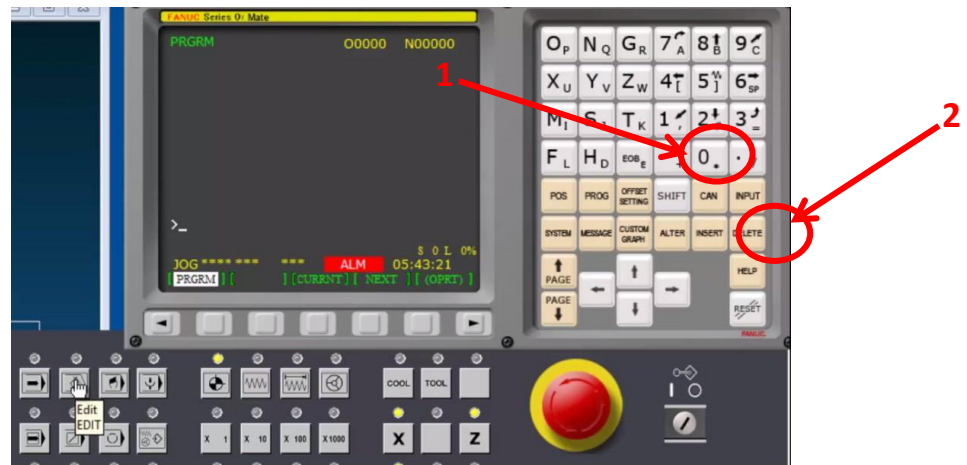 FANUC Series 0i Mate
PRGRM O0000 N00000
>_
S 0 L 0%
JOG **** *** *** ALM 05:43:21
[ PRGRM ] [ ] [CURRNT] [ NEXT ] [ (OPRT) ]
1
2
OP NQ GR 7A 8B 9C
XU YV ZW 4[ 5] 6SP
MI S TK 1, 2 3=
FL HD EOBE 0. .
POS PROG OFFSET SETTING SHIFT CAN INPUT
SYSTEM MESSAGE CUSTOM GRAPH ALTER INSERT DELETE
PAGE
HELP
PAGE
RESET
FANUC
COOL TOOL
Edit
EDIT
X 1 X 10 X 100 X1000 X Z
I O